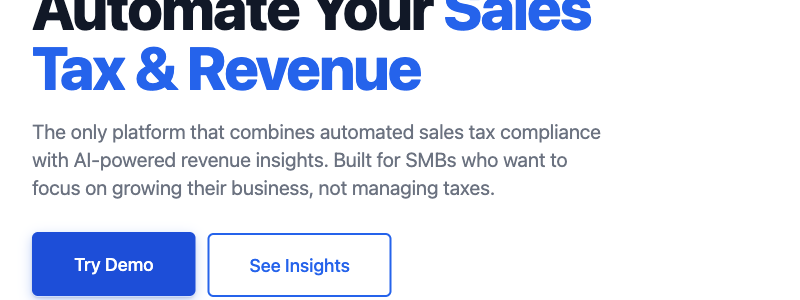 Automate Your Sales
Tax & Revenue
The only platform that combines automated sales tax compliance
with AI-powered revenue insights. Built for SMBs who want to
focus on growing their business, not managing taxes.
Try Demo
See Insights